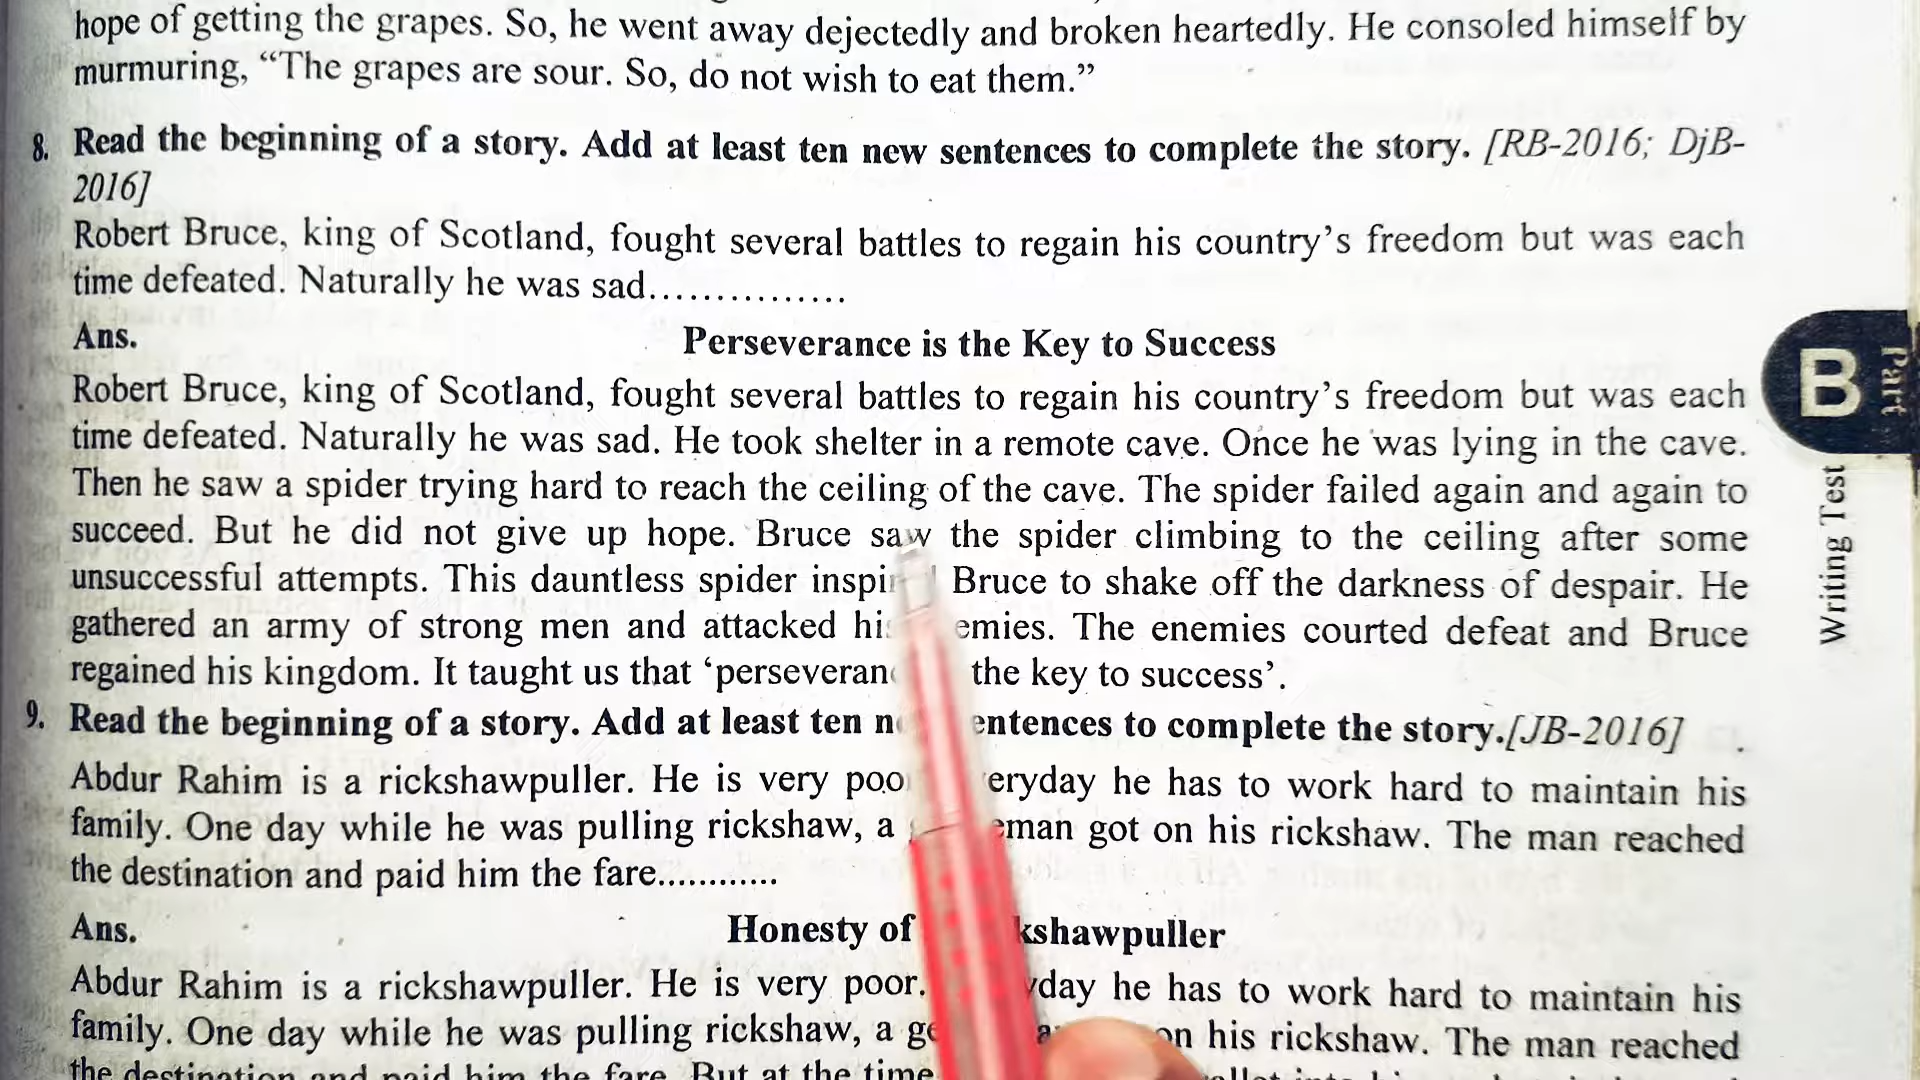 hope of getting the grapes. So, he went away dejectedly and broken heartedly. He consoled himself by
murmuring, “The grapes are sour. So, do not wish to eat them.”
8. Read the beginning of a story. Add at least ten new sentences to complete the story. [RB-2016; DjB-
2016]
Robert Bruce, king of Scotland, fought several battles to regain his country’s freedom but was each
time defeated. Naturally he was sad...............
Ans. Perseverance is the Key to Success
Robert Bruce, king of Scotland, fought several battles to regain his country’s freedom but was each
time defeated. Naturally he was sad. He took shelter in a remote cave. Once he was lying in the cave.
Then he saw a spider trying hard to reach the ceiling of the cave. The spider failed again and again to
succeed. But he did not give up hope. Bruce saw the spider climbing to the ceiling after some
unsuccessful attempts. This dauntless spider Bruce to shake off the darkness of despair. He
gathered an army of strong men and attacked The enemies courted defeat and Bruce
regained his kingdom. It taught us that the key to success’.
9. Read the beginning of a story. Add at least ten sentences to complete the story.[JB-2016]
Abdur Rahim is a rickshawpuller. He is very he has to work hard to maintain his
family. One day while he was pulling rickshaw, a got on his rickshaw. The man reached
the destination and paid him the fare............
Ans. Honesty of
Abdur Rahim is a rickshawpuller. He is very poor. he has to work hard to maintain his
family. One day while he was pulling rickshaw, a on his rickshaw. The man reached
the destination and paid him the fare. But at the time
B
Part
Writing Test